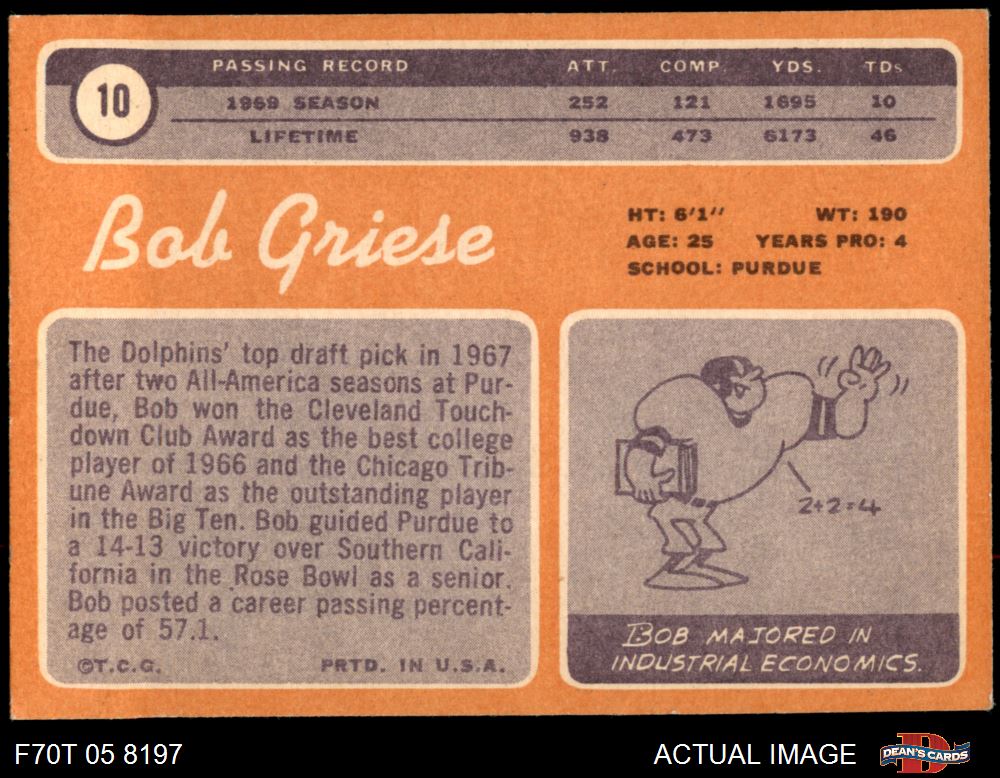 10
PASSING RECORD ATT. COMP. YDS. TDs
1969 SEASON 252 121 1695 10
LIFETIME 938 473 6173 46
Bob Griese
HT: 6'1" WT: 190
AGE: 25 YEARS PRO: 4
SCHOOL: PURDUE
The Dolphins' top draft pick in 1967
after two All-America seasons at Pur-
due, Bob won the Cleveland Touch-
down Club Award as the best college
player of 1966 and the Chicago Trib-
une Award as the outstanding player
in the Big Ten. Bob guided Purdue to
a 14-13 victory over Southern Cali-
fornia in the Rose Bowl as a senior.
Bob posted a career passing percent-
age of 57.1.
©T.C.G. PRTD. IN U.S.A.
2+2=4
BOB MAJORED IN
INDUSTRIAL ECONOMICS.
F70T 05 8197 ACTUAL IMAGE
DEAN'S CARDS